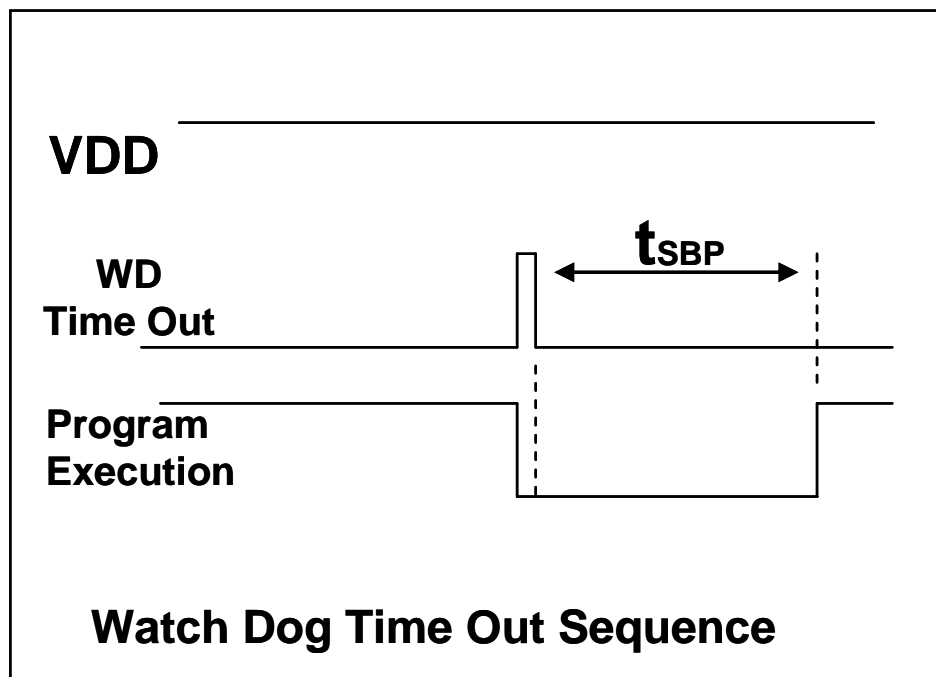 VDD
tSBP
WD
Time Out
Program
Execution
Watch Dog Time Out Sequence